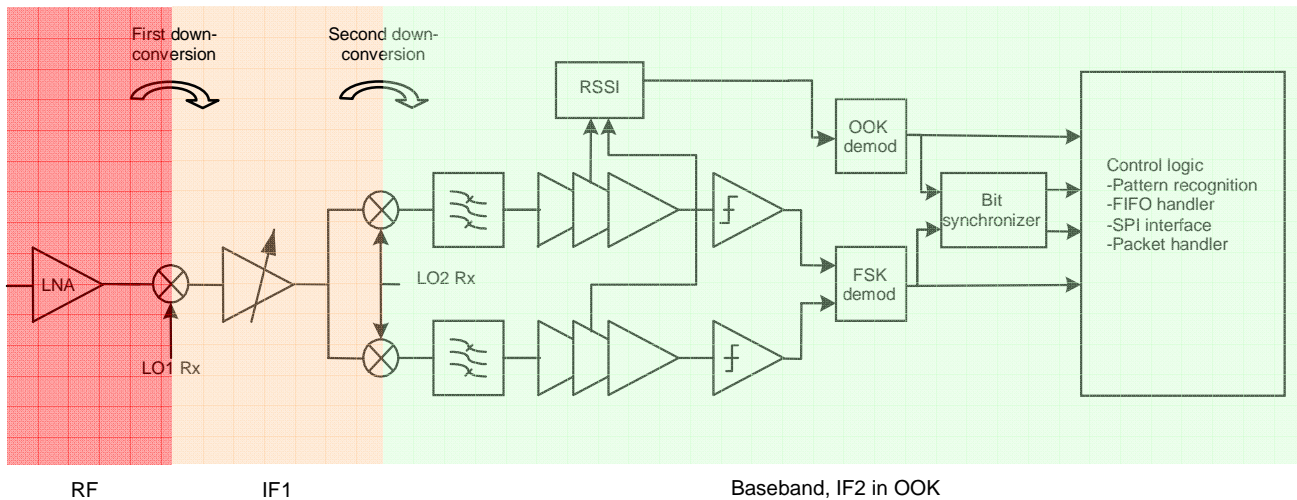 First down-
conversion
Second down-
conversion
RSSI
OOK
demod
Control logic
-Pattern recognition
-FIFO handler
-SPI interface
-Packet handler
Bit
synchronizer
LNA
LO2 Rx
FSK
demod
LO1 Rx
RF
IF1
Baseband, IF2 in OOK